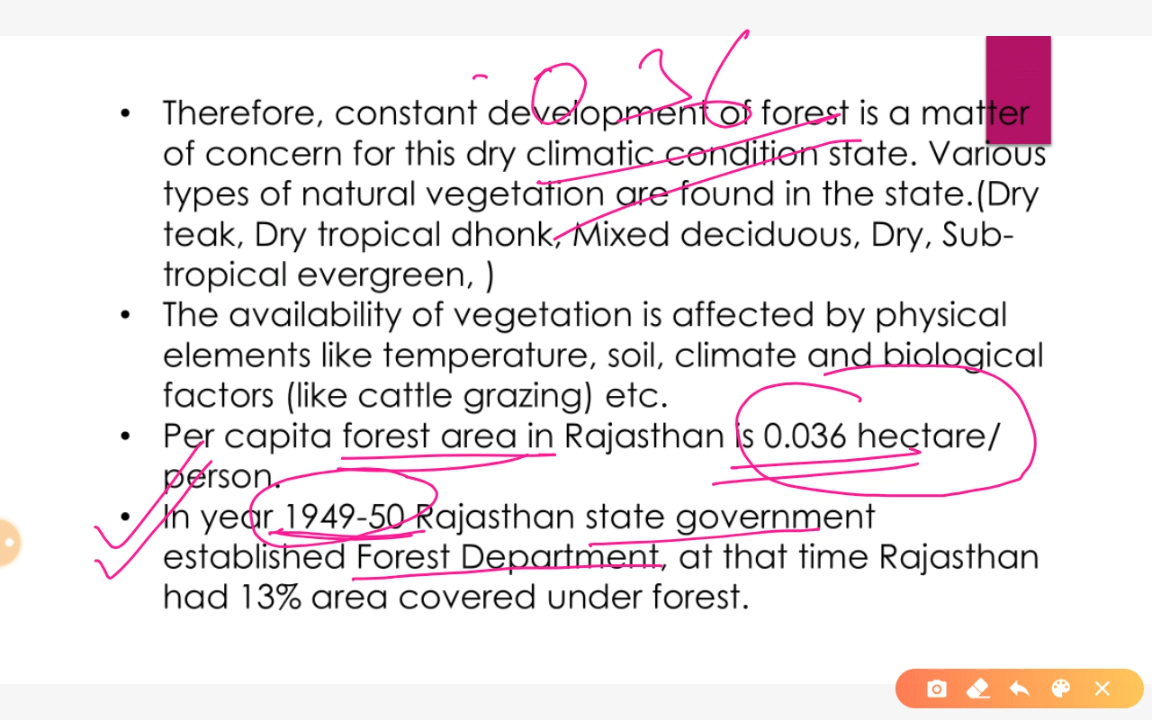 .036
• Therefore, constant development of forest is a matter
of concern for this dry climatic condition state. Various
types of natural vegetation are found in the state.(Dry
teak, Dry tropical dhonk, Mixed deciduous, Dry, Sub-
tropical evergreen, )
• The availability of vegetation is affected by physical
elements like temperature, soil, climate and biological
factors (like cattle grazing) etc.
• Per capita forest area in Rajasthan is 0.036 hectare/
person.
• In year 1949-50 Rajasthan state government
established Forest Department, at that time Rajasthan
had 13% area covered under forest.